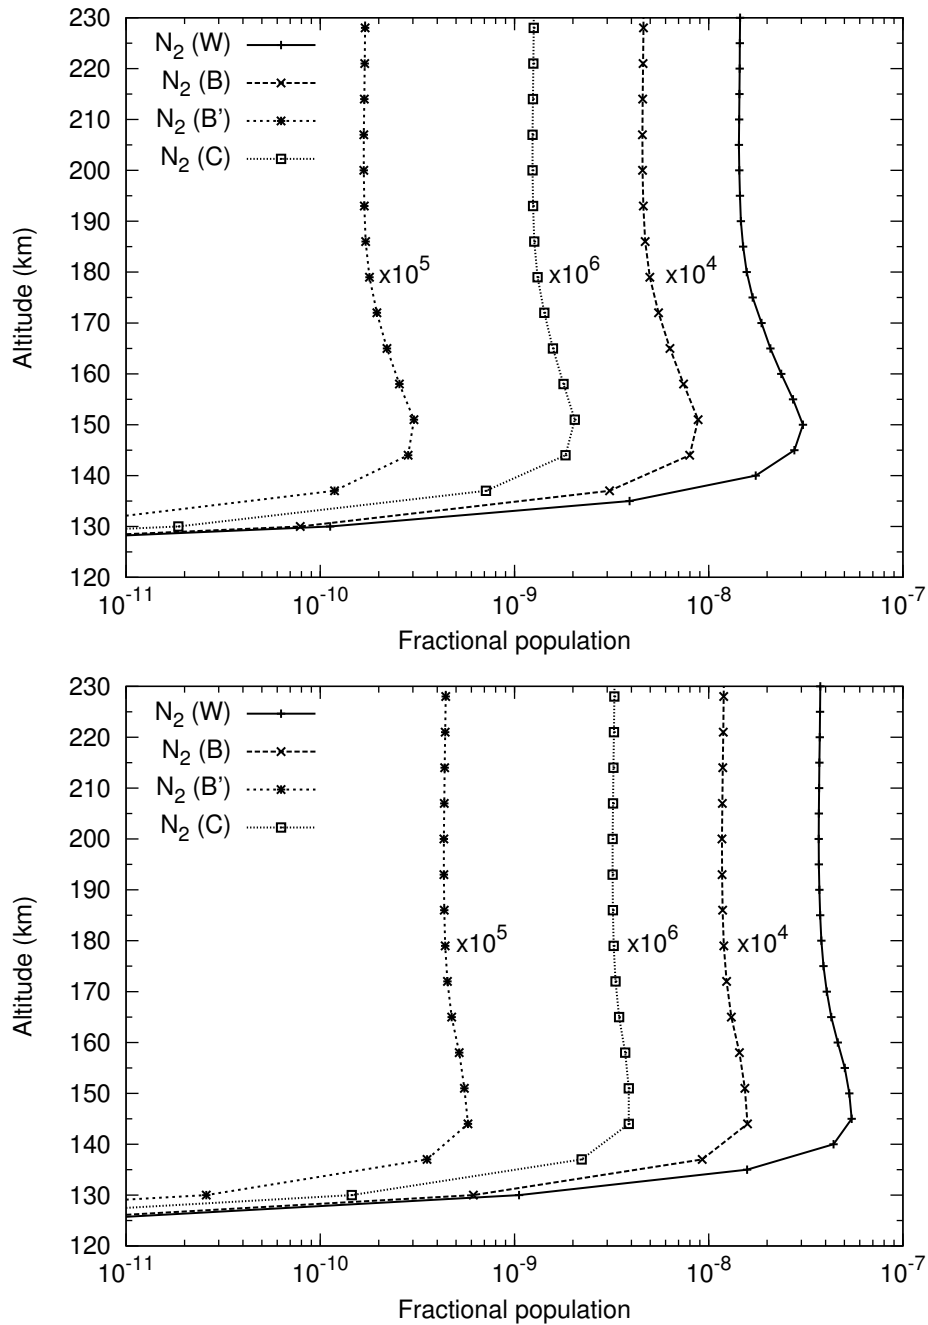 230
220
210
200
190
180
170
160
150
140
130
120
Altitude (km)
N2 (W)
N2 (B)
N2 (B')
N2 (C)
x10^5
x10^6
x10^4
10^-11
10^-10
10^-9
10^-8
10^-7
Fractional population
230
220
210
200
190
180
170
160
150
140
130
120
Altitude (km)
N2 (W)
N2 (B)
N2 (B')
N2 (C)
x10^5
x10^6
x10^4
10^-11
10^-10
10^-9
10^-8
10^-7
Fractional population